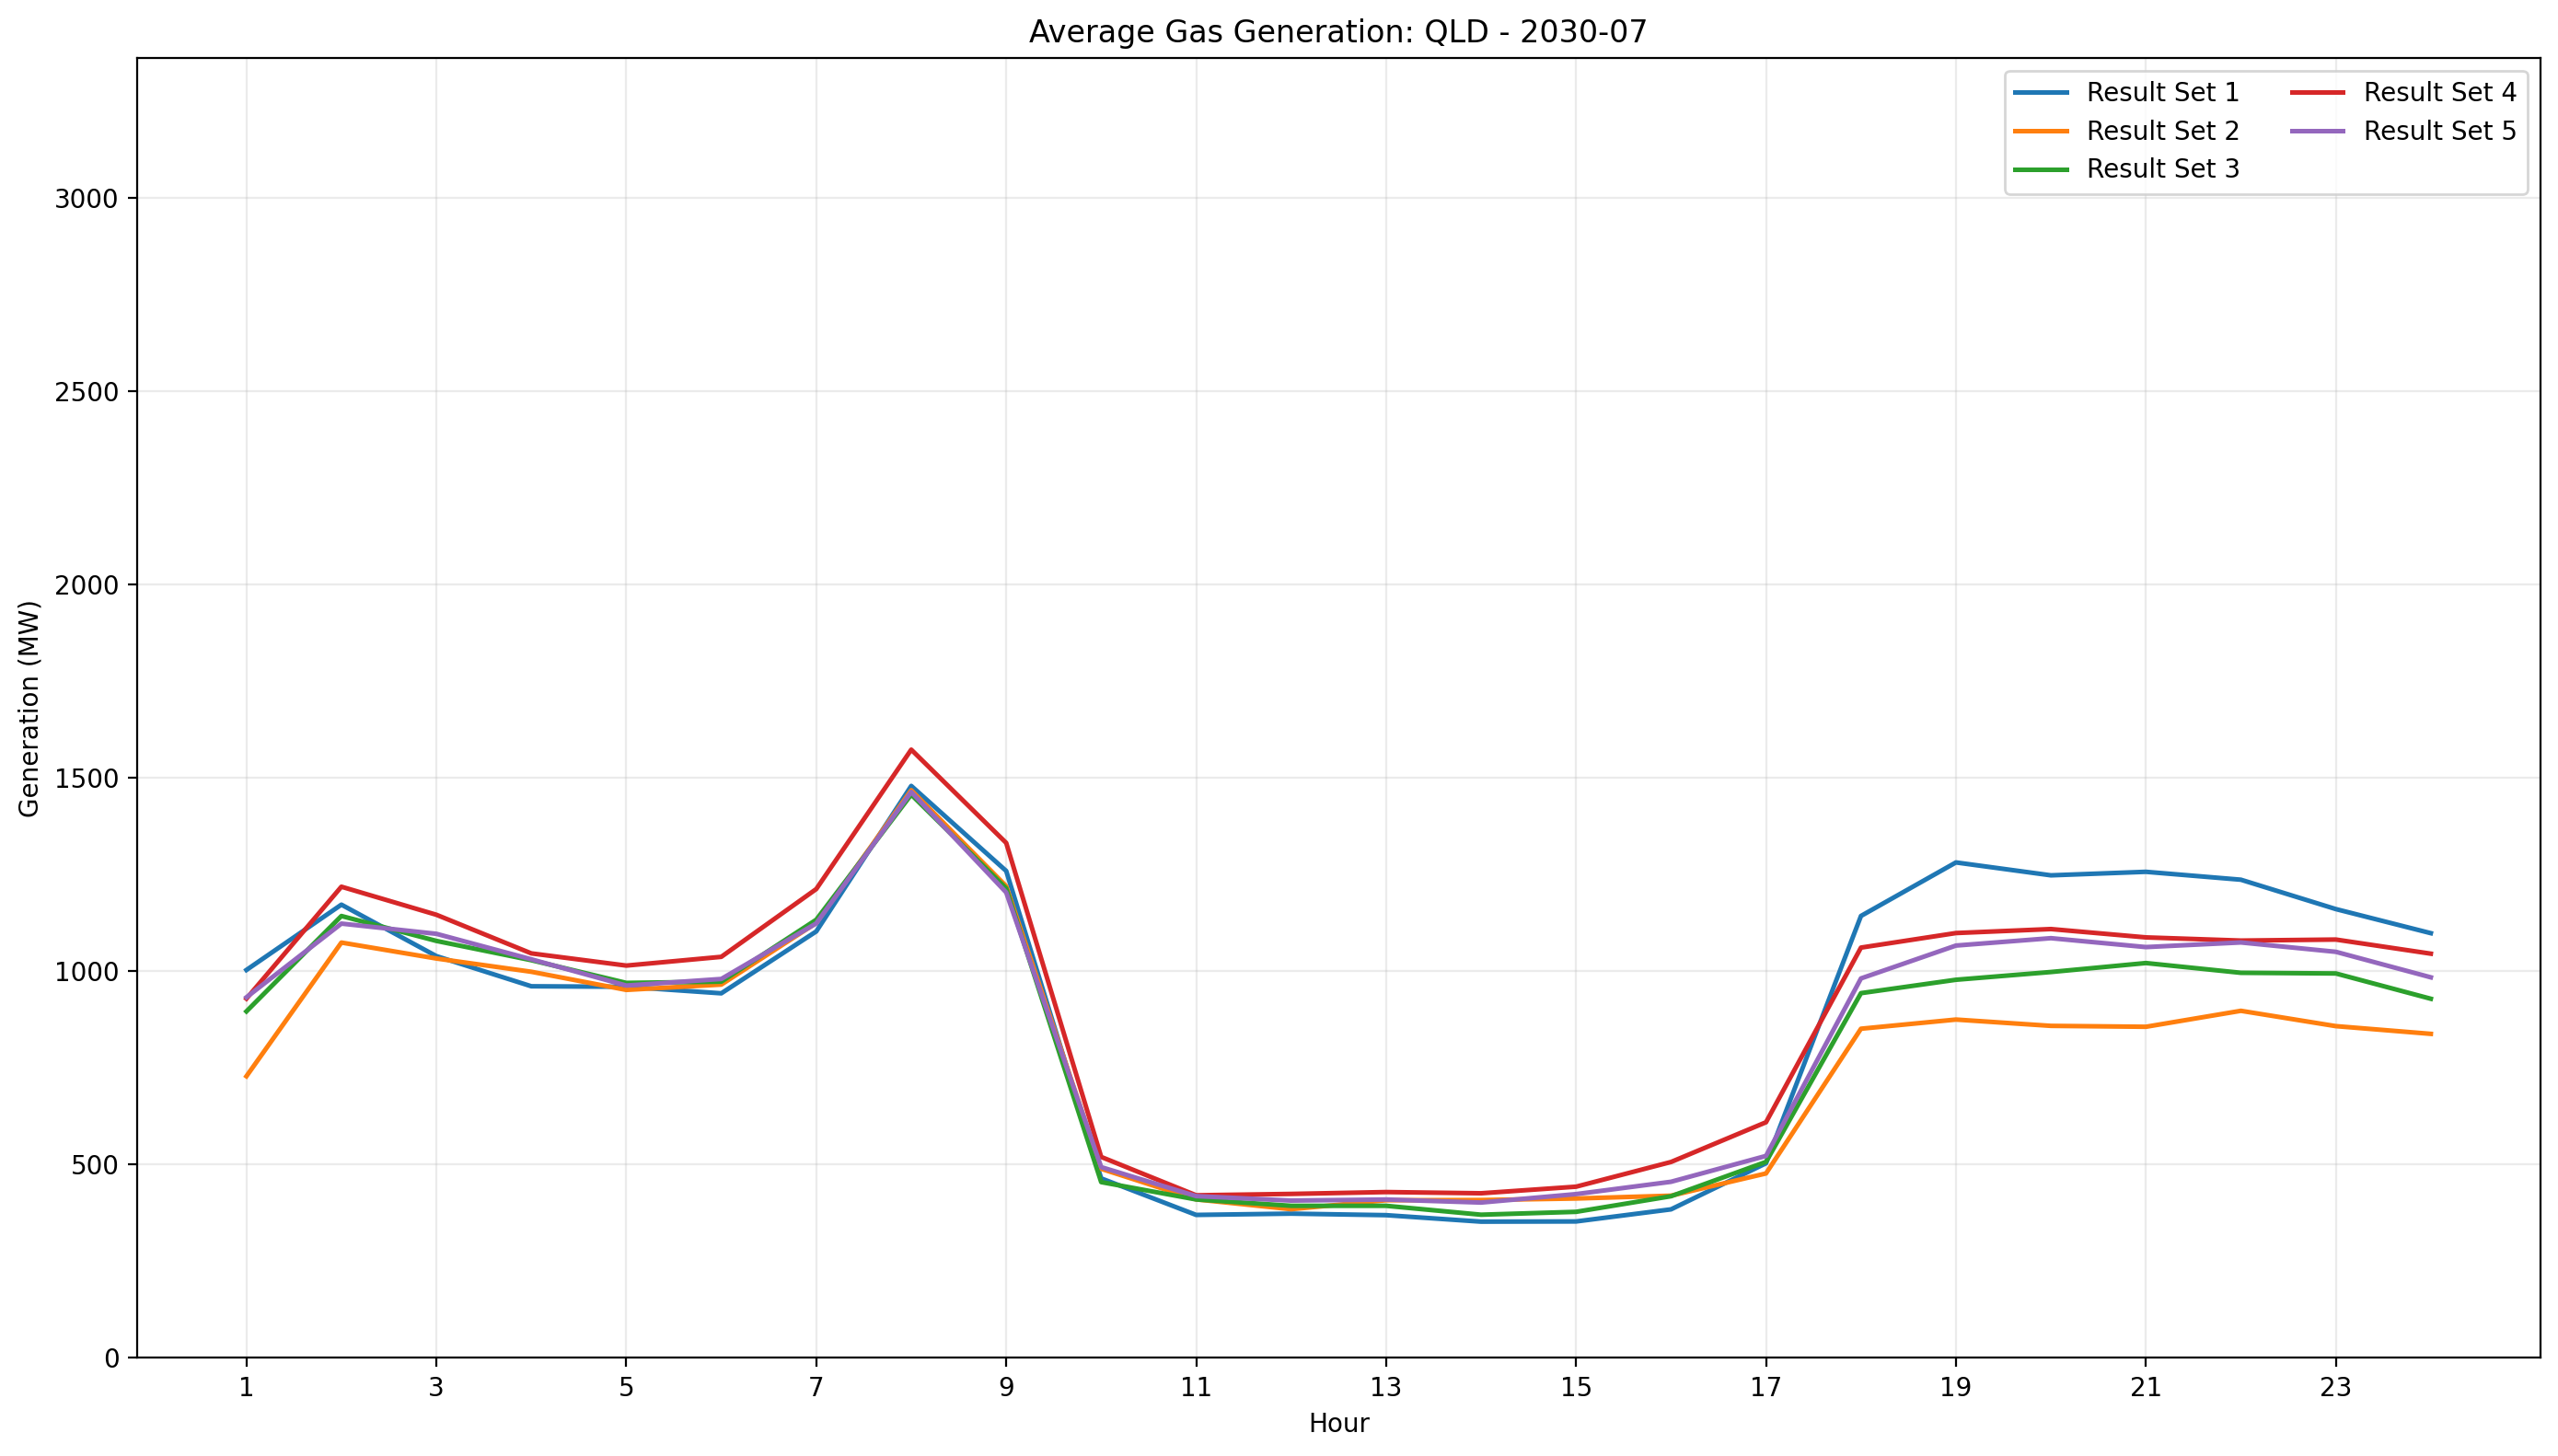 Average Gas Generation: QLD - 2030-07
Result Set 1
Result Set 2
Result Set 3
Result Set 4
Result Set 5
Generation (MW)
3000
2500
2000
1500
1000
500
0
1 3 5 7 9 11 13 15 17 19 21 23
Hour